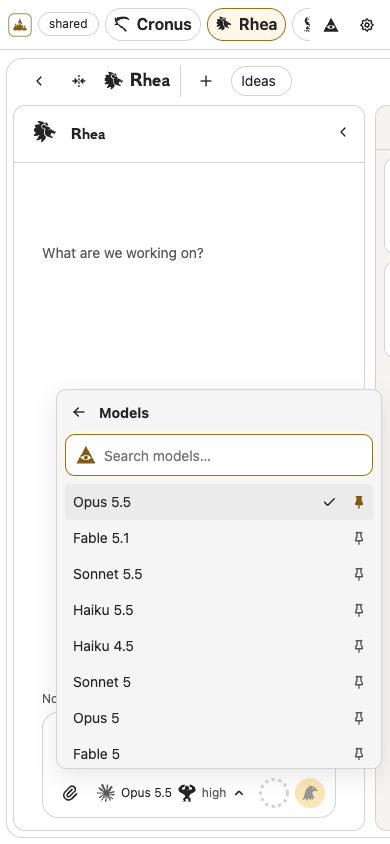 shared
Cronus
Rhea
Rhea
Ideas
Rhea
What are we working on?
Models
Search models...
Opus 5.5
Fable 5.1
Sonnet 5.5
Haiku 5.5
Haiku 4.5
Sonnet 5
Opus 5
Fable 5
No
Opus 5.5 high